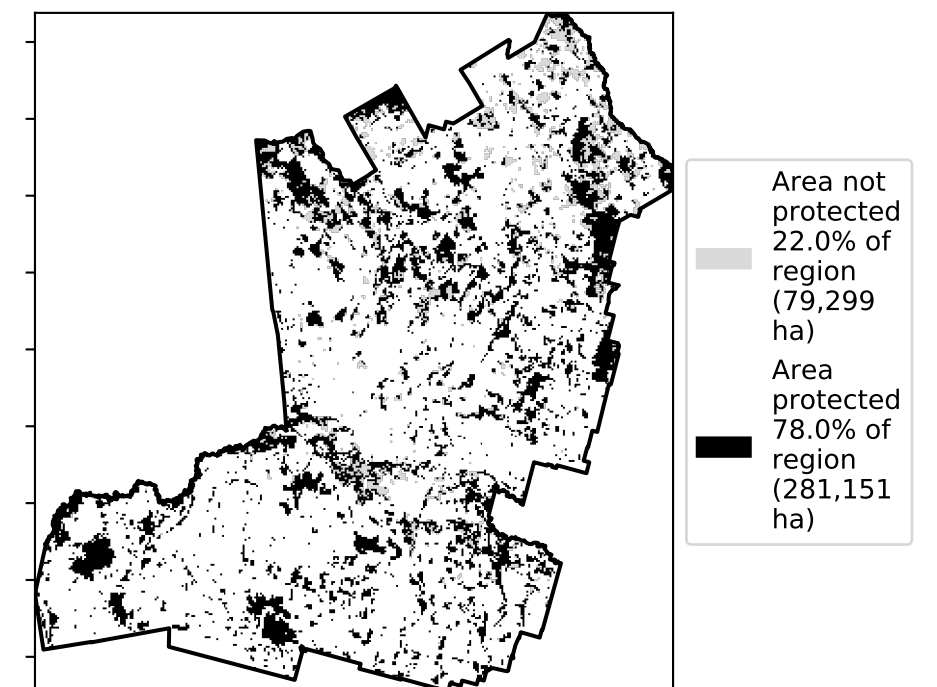 Area not
protected
22.0% of
region
(79,299
ha)
Area
protected
78.0% of
region
(281,151
ha)